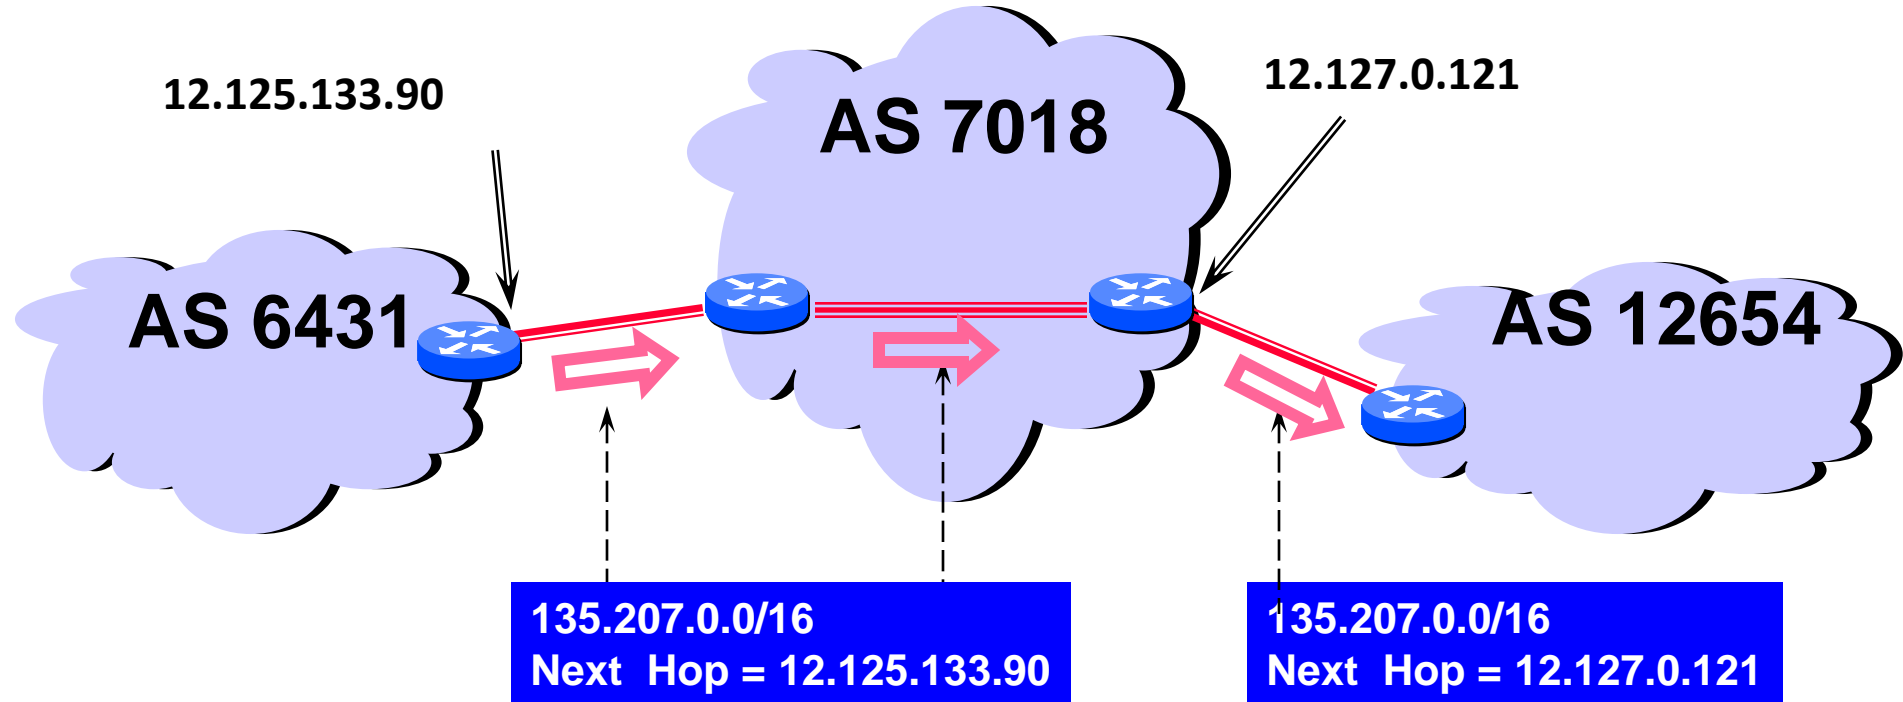 12.125.133.90
12.127.0.121
AS 7018
AS 6431
AS 12654
135.207.0.0/16
Next Hop = 12.125.133.90
135.207.0.0/16
Next Hop = 12.127.0.121